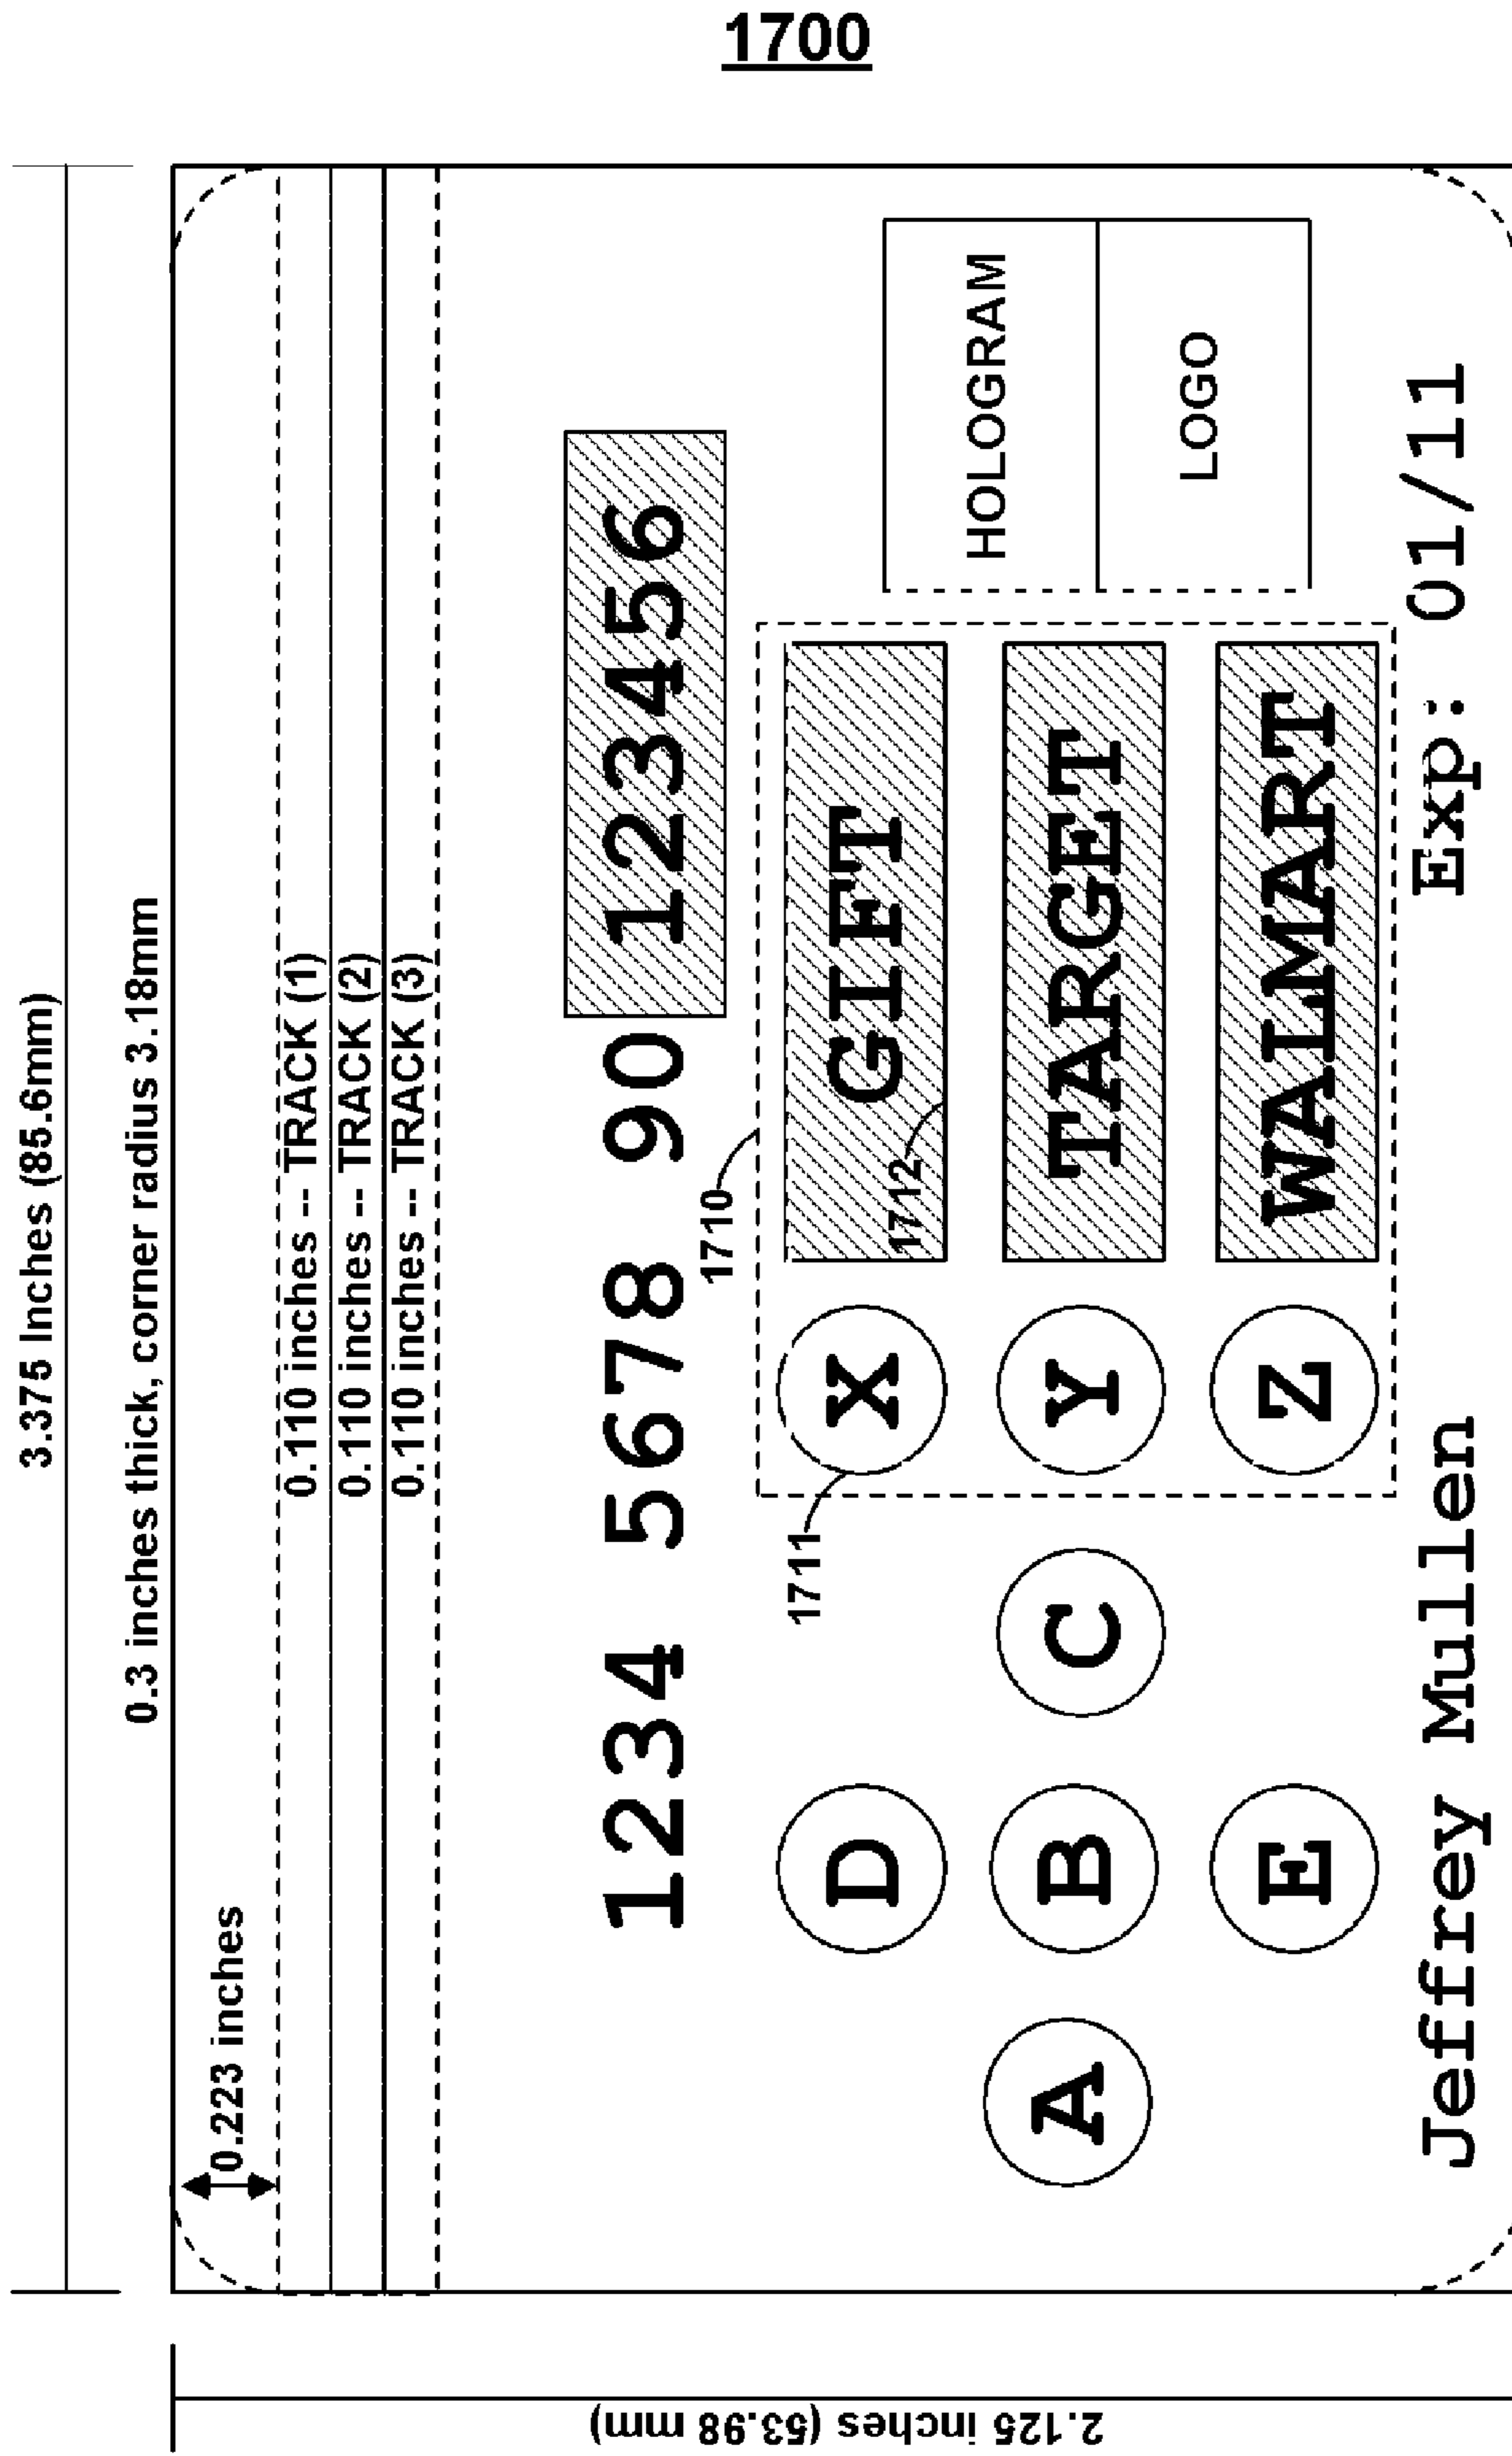 1700
3.375 Inches (85.6mm)
0.3 inches thick, corner radius 3.18mm
0.223 inches
0.110 inches -- TRACK (1)
0.110 inches -- TRACK (2)
0.110 inches -- TRACK (3)
2.125 inches (53.98 mm)
1234 5678 90 123456
1710
1711
1712
D
X
GIFT
A
B
C
Y
TARGET
E
Z
WALMART
HOLOGRAM
LOGO
Jeffrey Mullen
Exp: 01/11